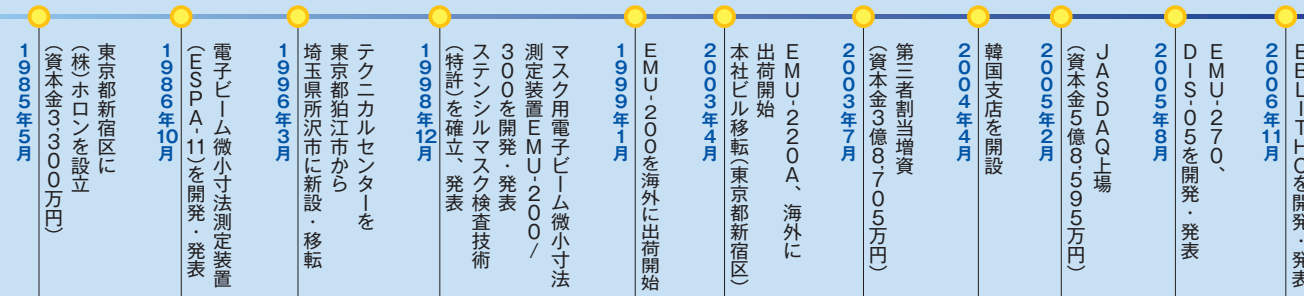 1985年5月
東京都新宿区に
（株）ホロンを設立
（資本金3,300万円）
1986年10月
電子ビーム微小寸法測定装置
（ESPA-11）を開発・発表
1996年3月
テクニカルセンターを
東京都狛江市から
埼玉県所沢市に新設・移転
1998年12月
マスク用電子ビーム微小寸法
測定装置EMU-200/
300を開発・発表
ステンシルマスク検査技術
（特許）を確立、発表
1999年1月
EMU-200を海外に出荷開始
2003年4月
EMU-220A、海外に
出荷開始
本社ビル移転（東京都新宿区）
2003年7月
第三者割当増資
（資本金3億8,705万円）
2004年4月
韓国支店を開設
2005年2月
JASDAQ上場
（資本金5億8,595万円）
2005年8月
EMU-270、
DIS-05を開発・発表
2006年11月
を開発・発表